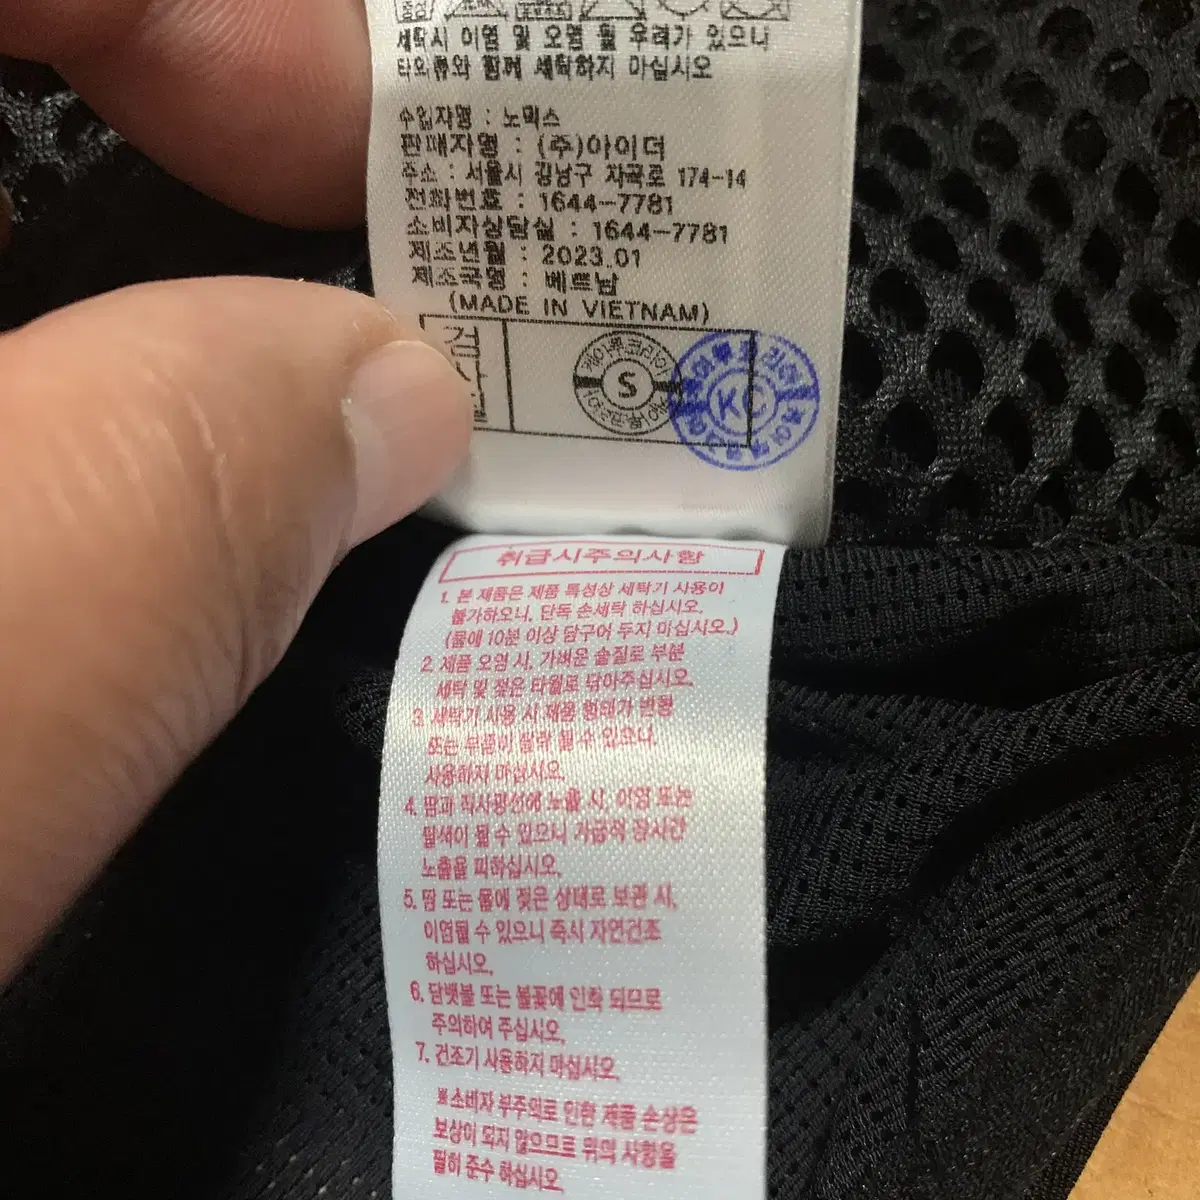 세탁시 이염 및 오염 될 우려가 있으니
타의류와 함께 세탁하지 마십시오
수입자명 : 노믹스
판매자명 : (주)아이더
주소 : 서울시 강남구 자곡로 174-14
전화번호 : 1644-7781
소비자상담실 : 1644-7781
제조년월 : 2023.01
제조국명 : 베트남
(MADE IN VIETNAM)
검
S
KC
취급시주의사항
1. 본 제품은 제품 특성상 세탁기 사용이
불가하오니, 단독 손세탁 하십시오.
(물에 10분 이상 담구어 두지 마십시오.)
2. 제품 오염 시, 가벼운 솔질로 부분
세탁 및 젖은 타월로 닦아주십시오.
3. 세탁기 사용 시 제품 형태가 변형
또는 부품이 탈락 될 수 있으니
사용하지 마십시오.
4. 땀과 직사광선에 노출 시, 이염 또는
탈색이 될 수 있으니 가급적 장시간
노출을 피하십시오.
5. 땀 또는 물에 젖은 상태로 보관 시,
이염될 수 있으니 즉시 자연건조
하십시오.
6. 담뱃불 또는 불꽃에 인화 되므로
주의하여 주십시오.
7. 건조기 사용하지 마십시오.
※소비자 부주의로 인한 제품 손상은
보상이 되지 않으므로 위의 사항을
필히 준수 하십시오.